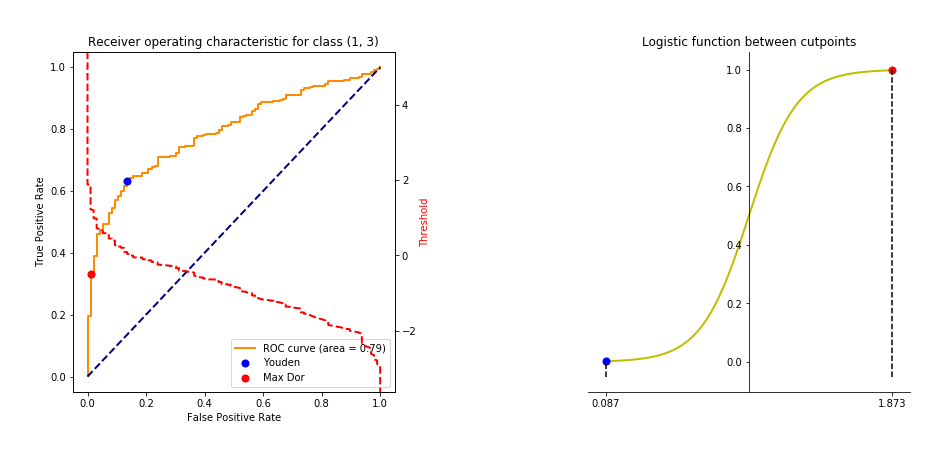 Receiver operating characteristic for class (1, 3)
1.0
0.8
0.6
0.4
0.2
0.0
True Positive Rate
4
2
0
−2
Threshold
ROC curve (area = 0.79)
Youden
Max Dor
0.0 0.2 0.4 0.6 0.8 1.0
False Positive Rate
Logistic function between cutpoints
1.0
0.8
0.6
0.4
0.2
0.0
0.087 1.873